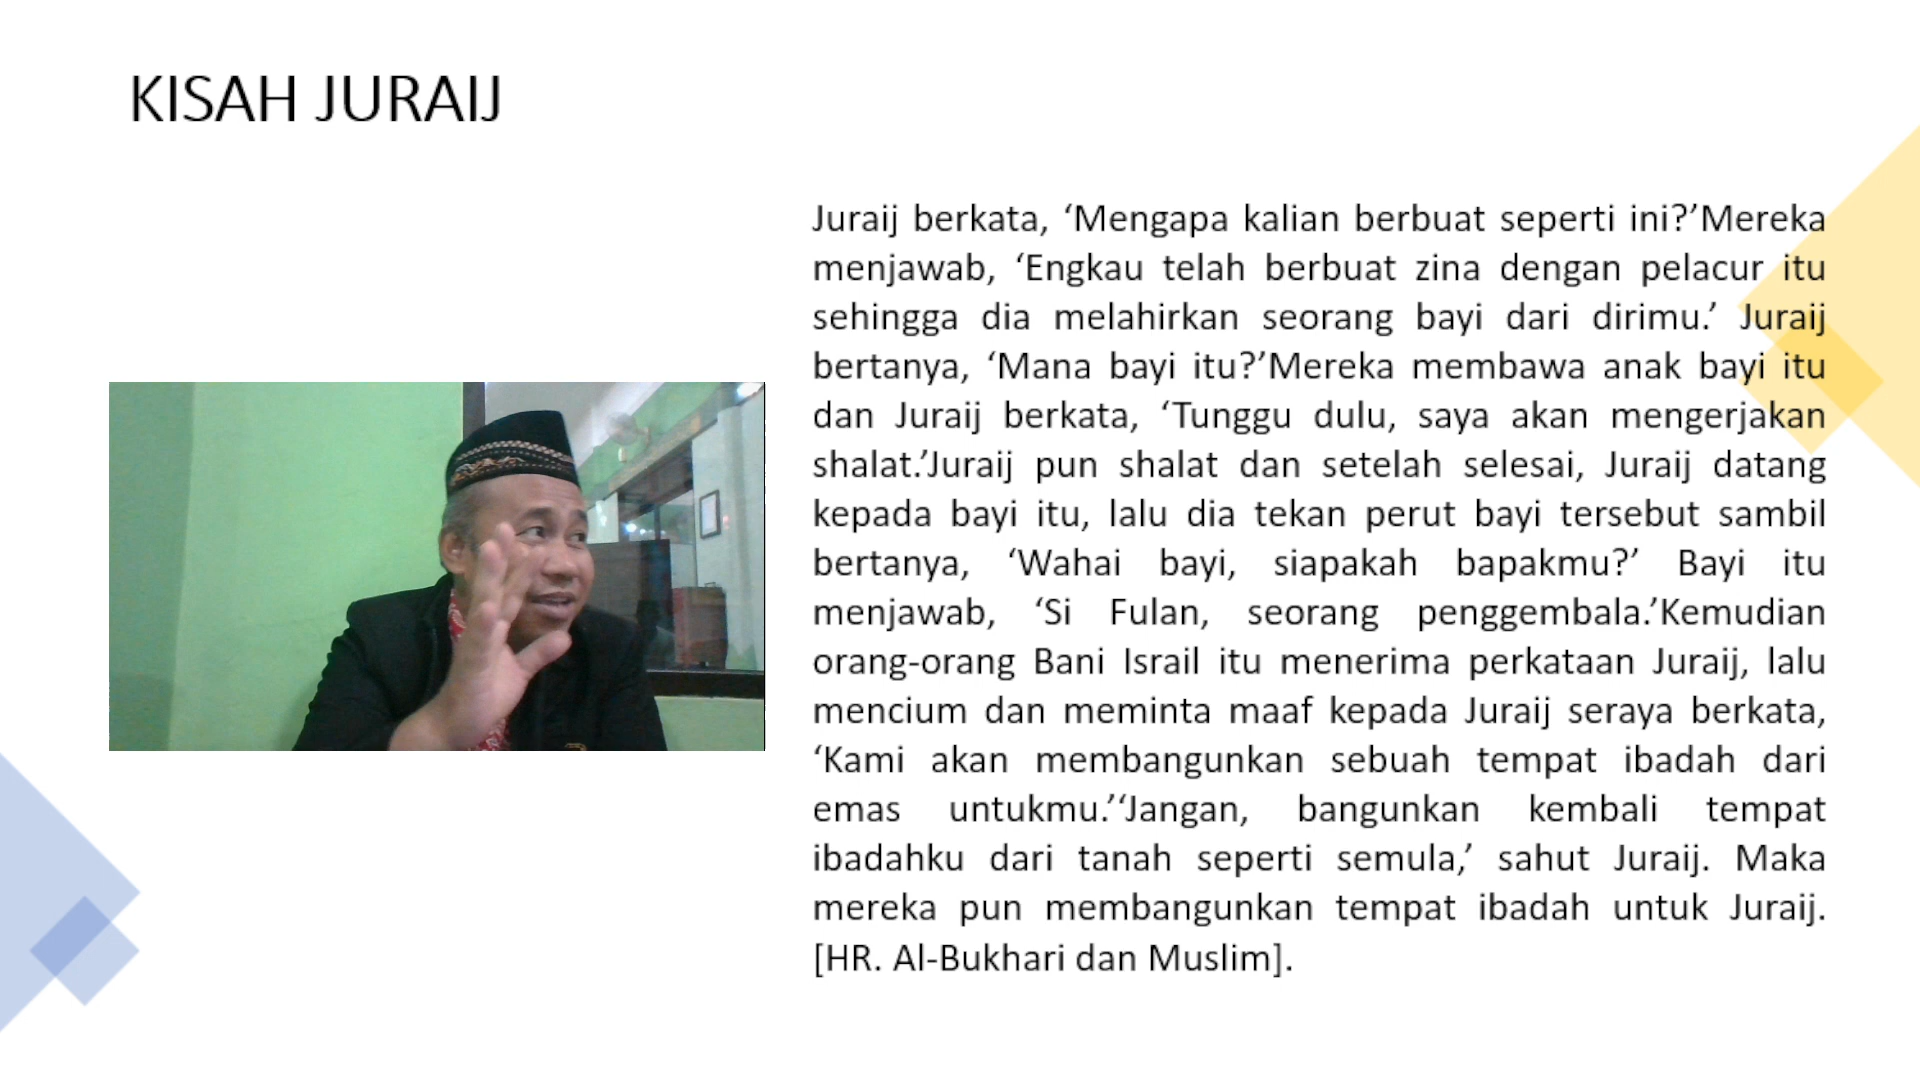 KISAH JURAIJ
Juraij berkata, ‘Mengapa kalian berbuat seperti ini?’Mereka
menjawab, ‘Engkau telah berbuat zina dengan pelacur itu
sehingga dia melahirkan seorang bayi dari dirimu.’ Juraij
bertanya, ‘Mana bayi itu?’Mereka membawa anak bayi itu
dan Juraij berkata, ‘Tunggu dulu, saya akan mengerjakan
shalat.’Juraij pun shalat dan setelah selesai, Juraij datang
kepada bayi itu, lalu dia tekan perut bayi tersebut sambil
bertanya, ‘Wahai bayi, siapakah bapakmu?’ Bayi itu
menjawab, ‘Si Fulan, seorang penggembala.’Kemudian
orang-orang Bani Israil itu menerima perkataan Juraij, lalu
mencium dan meminta maaf kepada Juraij seraya berkata,
‘Kami akan membangunkan sebuah tempat ibadah dari
emas untukmu.’‘Jangan, bangunkan kembali tempat
ibadahku dari tanah seperti semula,’ sahut Juraij. Maka
mereka pun membangunkan tempat ibadah untuk Juraij.
[HR. Al-Bukhari dan Muslim].